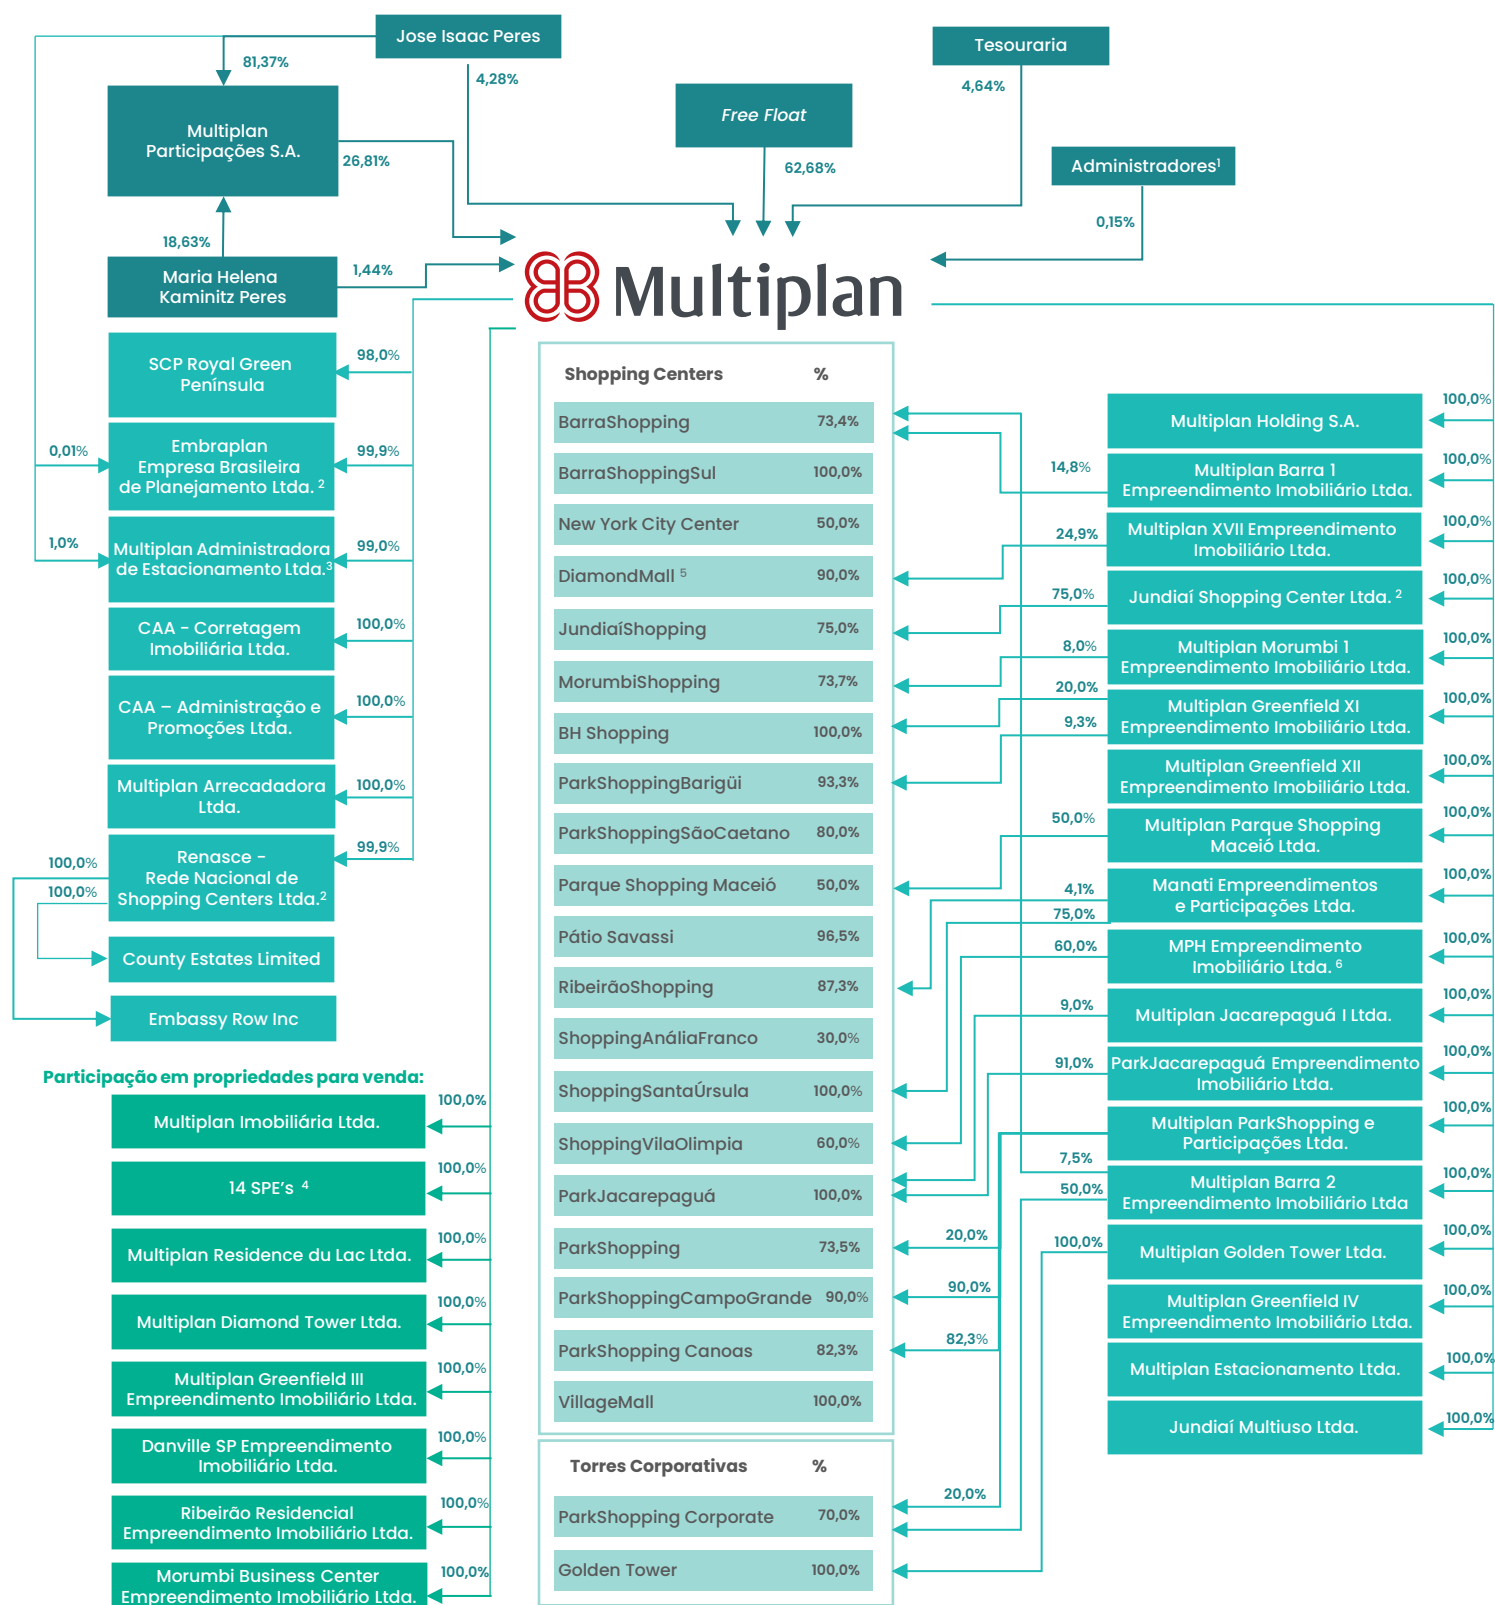 Jose Isaac Peres
Tesouraria
81,37%
4,28%
4,64%
Free Float
Multiplan
Participações S.A.
26,81%
62,68%
Administradores¹
0,15%
18,63%
Maria Helena
Kaminitz Peres
1,44%
Multiplan
SCP Royal Green
Península
98,0%
0,01%
Embraplan
Empresa Brasileira
de Planejamento Ltda. ²
99,9%
1,0%
Multiplan Administradora
de Estacionamento Ltda.³
99,0%
CAA - Corretagem
Imobiliária Ltda.
100,0%
CAA – Administração e
Promoções Ltda.
100,0%
Multiplan Arrecadadora
Ltda.
100,0%
Renasce -
Rede Nacional de
Shopping Centers Ltda.²
99,9%
100,0%
100,0%
County Estates Limited
Embassy Row Inc
Participação em propriedades para venda:
Multiplan Imobiliária Ltda.
100,0%
14 SPE’s ⁴
100,0%
Multiplan Residence du Lac Ltda.
100,0%
Multiplan Diamond Tower Ltda.
100,0%
Multiplan Greenfield III
Empreendimento Imobiliário Ltda.
100,0%
Danville SP Empreendimento
Imobiliário Ltda.
100,0%
Ribeirão Residencial
Empreendimento Imobiliário Ltda.
100,0%
Morumbi Business Center
Empreendimento Imobiliário Ltda.
100,0%
Shopping Centers %
BarraShopping 73,4%
BarraShoppingSul 100,0%
New York City Center 50,0%
DiamondMall ⁵ 90,0%
JundiaíShopping 75,0%
MorumbiShopping 73,7%
BH Shopping 100,0%
ParkShoppingBarigüi 93,3%
ParkShoppingSãoCaetano 80,0%
Parque Shopping Maceió 50,0%
Pátio Savassi 96,5%
RibeirãoShopping 87,3%
ShoppingAnáliaFranco 30,0%
ShoppingSantaÚrsula 100,0%
ShoppingVilaOlimpia 60,0%
ParkJacarepaguá 100,0%
ParkShopping 73,5%
ParkShoppingCampoGrande 90,0%
ParkShopping Canoas 82,3%
VillageMall 100,0%
Torres Corporativas %
ParkShopping Corporate 70,0%
Golden Tower 100,0%
Multiplan Holding S.A.
100,0%
14,8%
Multiplan Barra 1
Empreendimento Imobiliário Ltda.
100,0%
24,9%
Multiplan XVII Empreendimento
Imobiliário Ltda.
100,0%
75,0%
Jundiaí Shopping Center Ltda. ²
100,0%
8,0%
Multiplan Morumbi 1
Empreendimento Imobiliário Ltda.
100,0%
20,0%
9,3%
Multiplan Greenfield XI
Empreendimento Imobiliário Ltda.
100,0%
Multiplan Greenfield XII
Empreendimento Imobiliário Ltda.
100,0%
50,0%
Multiplan Parque Shopping
Maceió Ltda.
100,0%
4,1%
75,0%
Manati Empreendimentos
e Participações Ltda.
100,0%
60,0%
MPH Empreendimento
Imobiliário Ltda. ⁶
100,0%
9,0%
Multiplan Jacarepaguá I Ltda.
100,0%
91,0%
ParkJacarepaguá Empreendimento
Imobiliário Ltda.
100,0%
Multiplan ParkShopping e
Participações Ltda.
100,0%
20,0%
90,0%
82,3%
20,0%
7,5%
50,0%
Multiplan Barra 2
Empreendimento Imobiliário Ltda
100,0%
100,0%
Multiplan Golden Tower Ltda.
100,0%
Multiplan Greenfield IV
Empreendimento Imobiliário Ltda.
100,0%
Multiplan Estacionamento Ltda.
100,0%
Jundiaí Multiuso Ltda.
100,0%